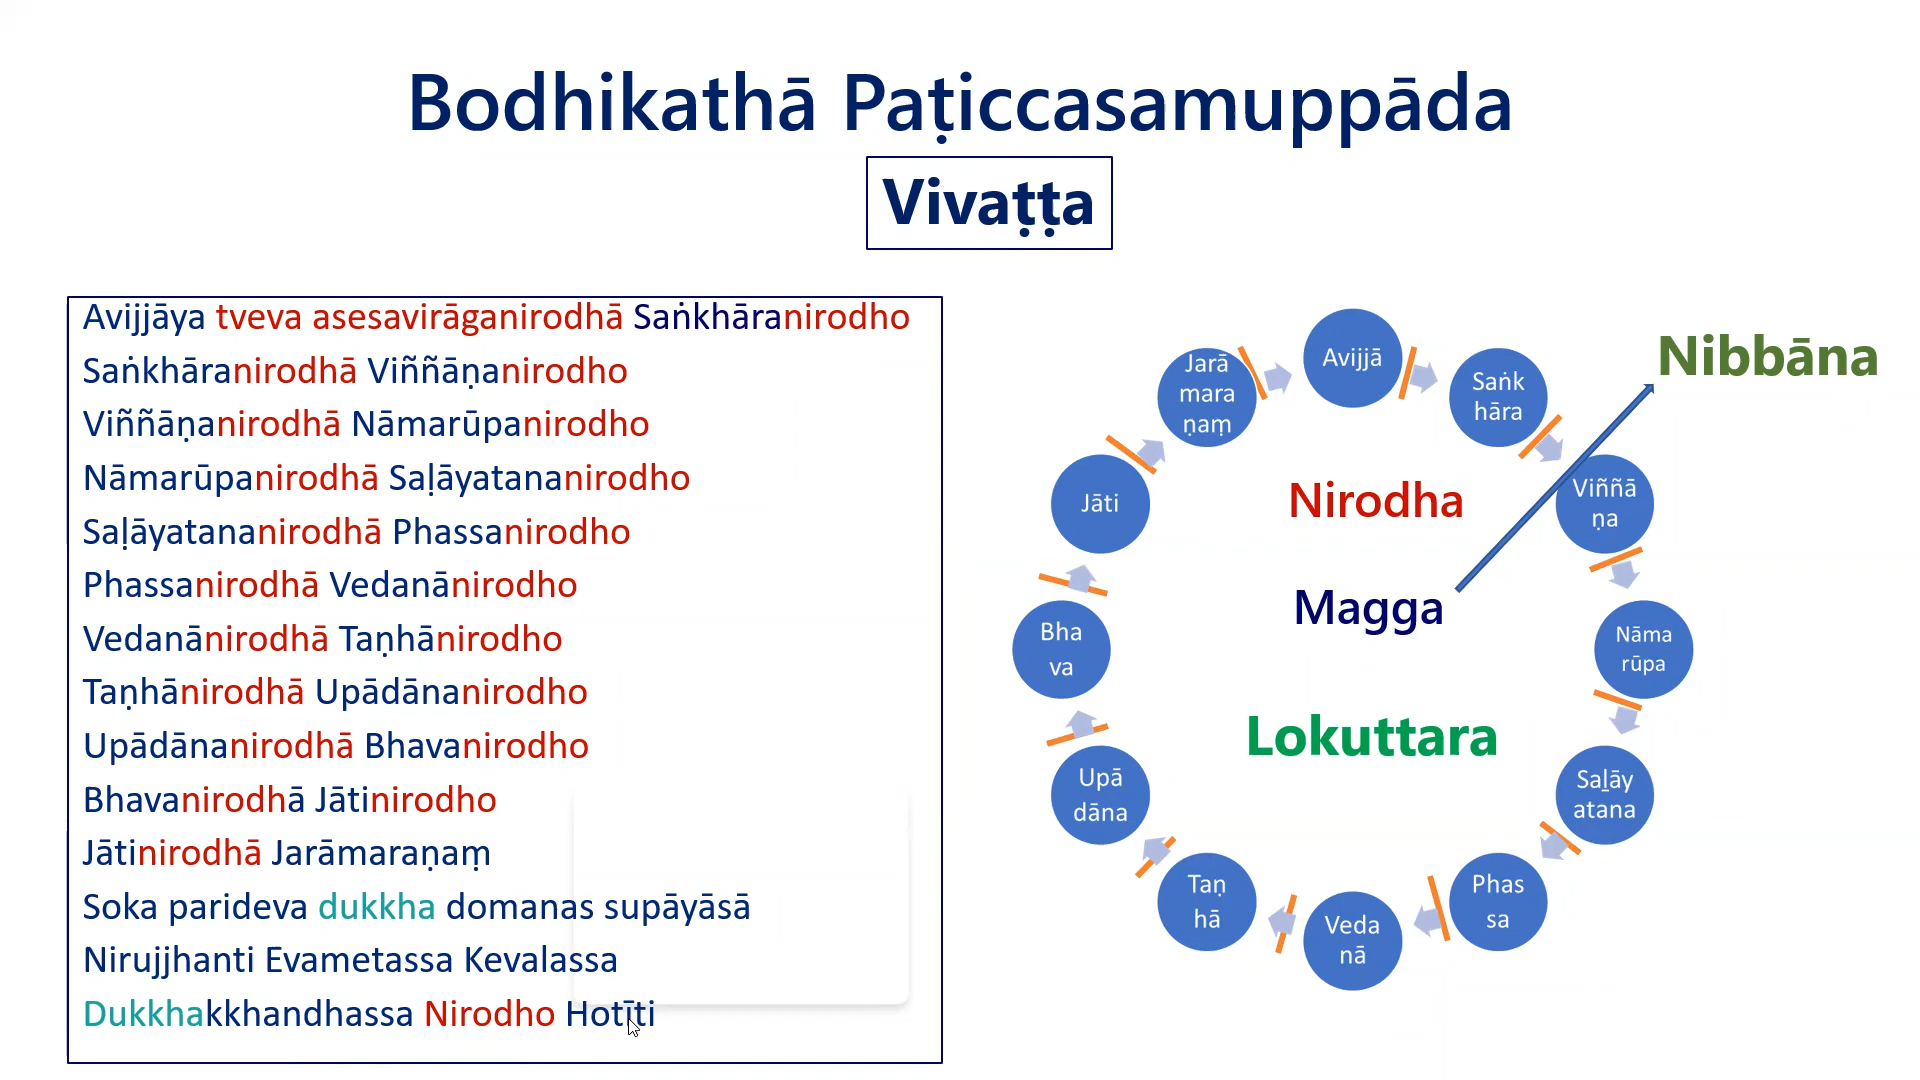 Bodhikathā Paṭiccasamuppāda
Vivaṭṭa
Avijjāya tveva asesavirāganirodhā Saṅkhāranirodho
Saṅkhāranirodhā Viññāṇanirodho
Viññāṇanirodhā Nāmarūpanirodho
Nāmarūpanirodhā Saḷāyatananirodho
Saḷāyatananirodhā Phassanirodho
Phassanirodhā Vedanānirodho
Vedanānirodhā Taṇhānirodho
Taṇhānirodhā Upādānanirodho
Upādānanirodhā Bhavanirodho
Bhavanirodhā Jātinirodho
Jātinirodhā Jarāmaraṇaṃ
Soka parideva dukkha domanas supāyāsā
Nirujjhanti Evametassa Kevalassa
Dukkhakkkhandhassa Nirodho Hotīti
Avijjā
Saṅk
hāra
Viññā
ṇa
Nāma
rūpa
Saḻāy
atana
Phas
sa
Veda
nā
Taṇ
hā
Upā
dāna
Bha
va
Jāti
Jarā
mara
ṇaṃ
Nirodha
Magga
Lokuttara
Nibbāna